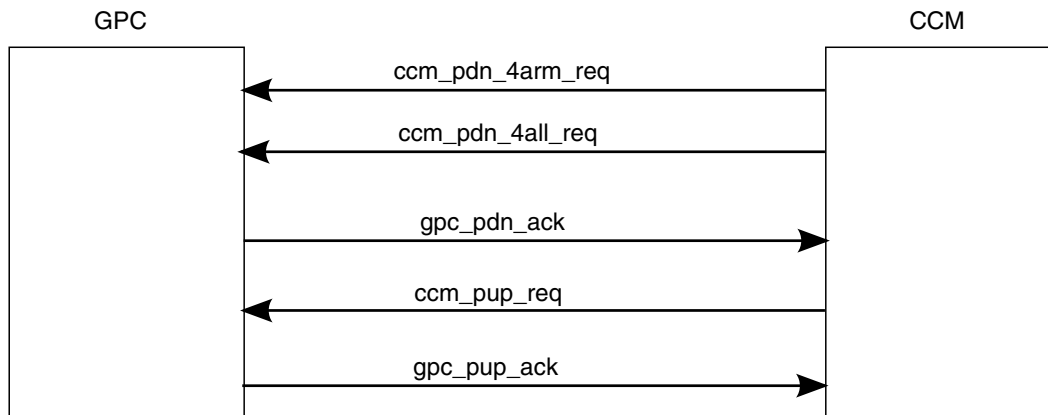 GPC
CCM
ccm_pdn_4arm_req
ccm_pdn_4all_req
gpc_pdn_ack
ccm_pup_req
gpc_pup_ack